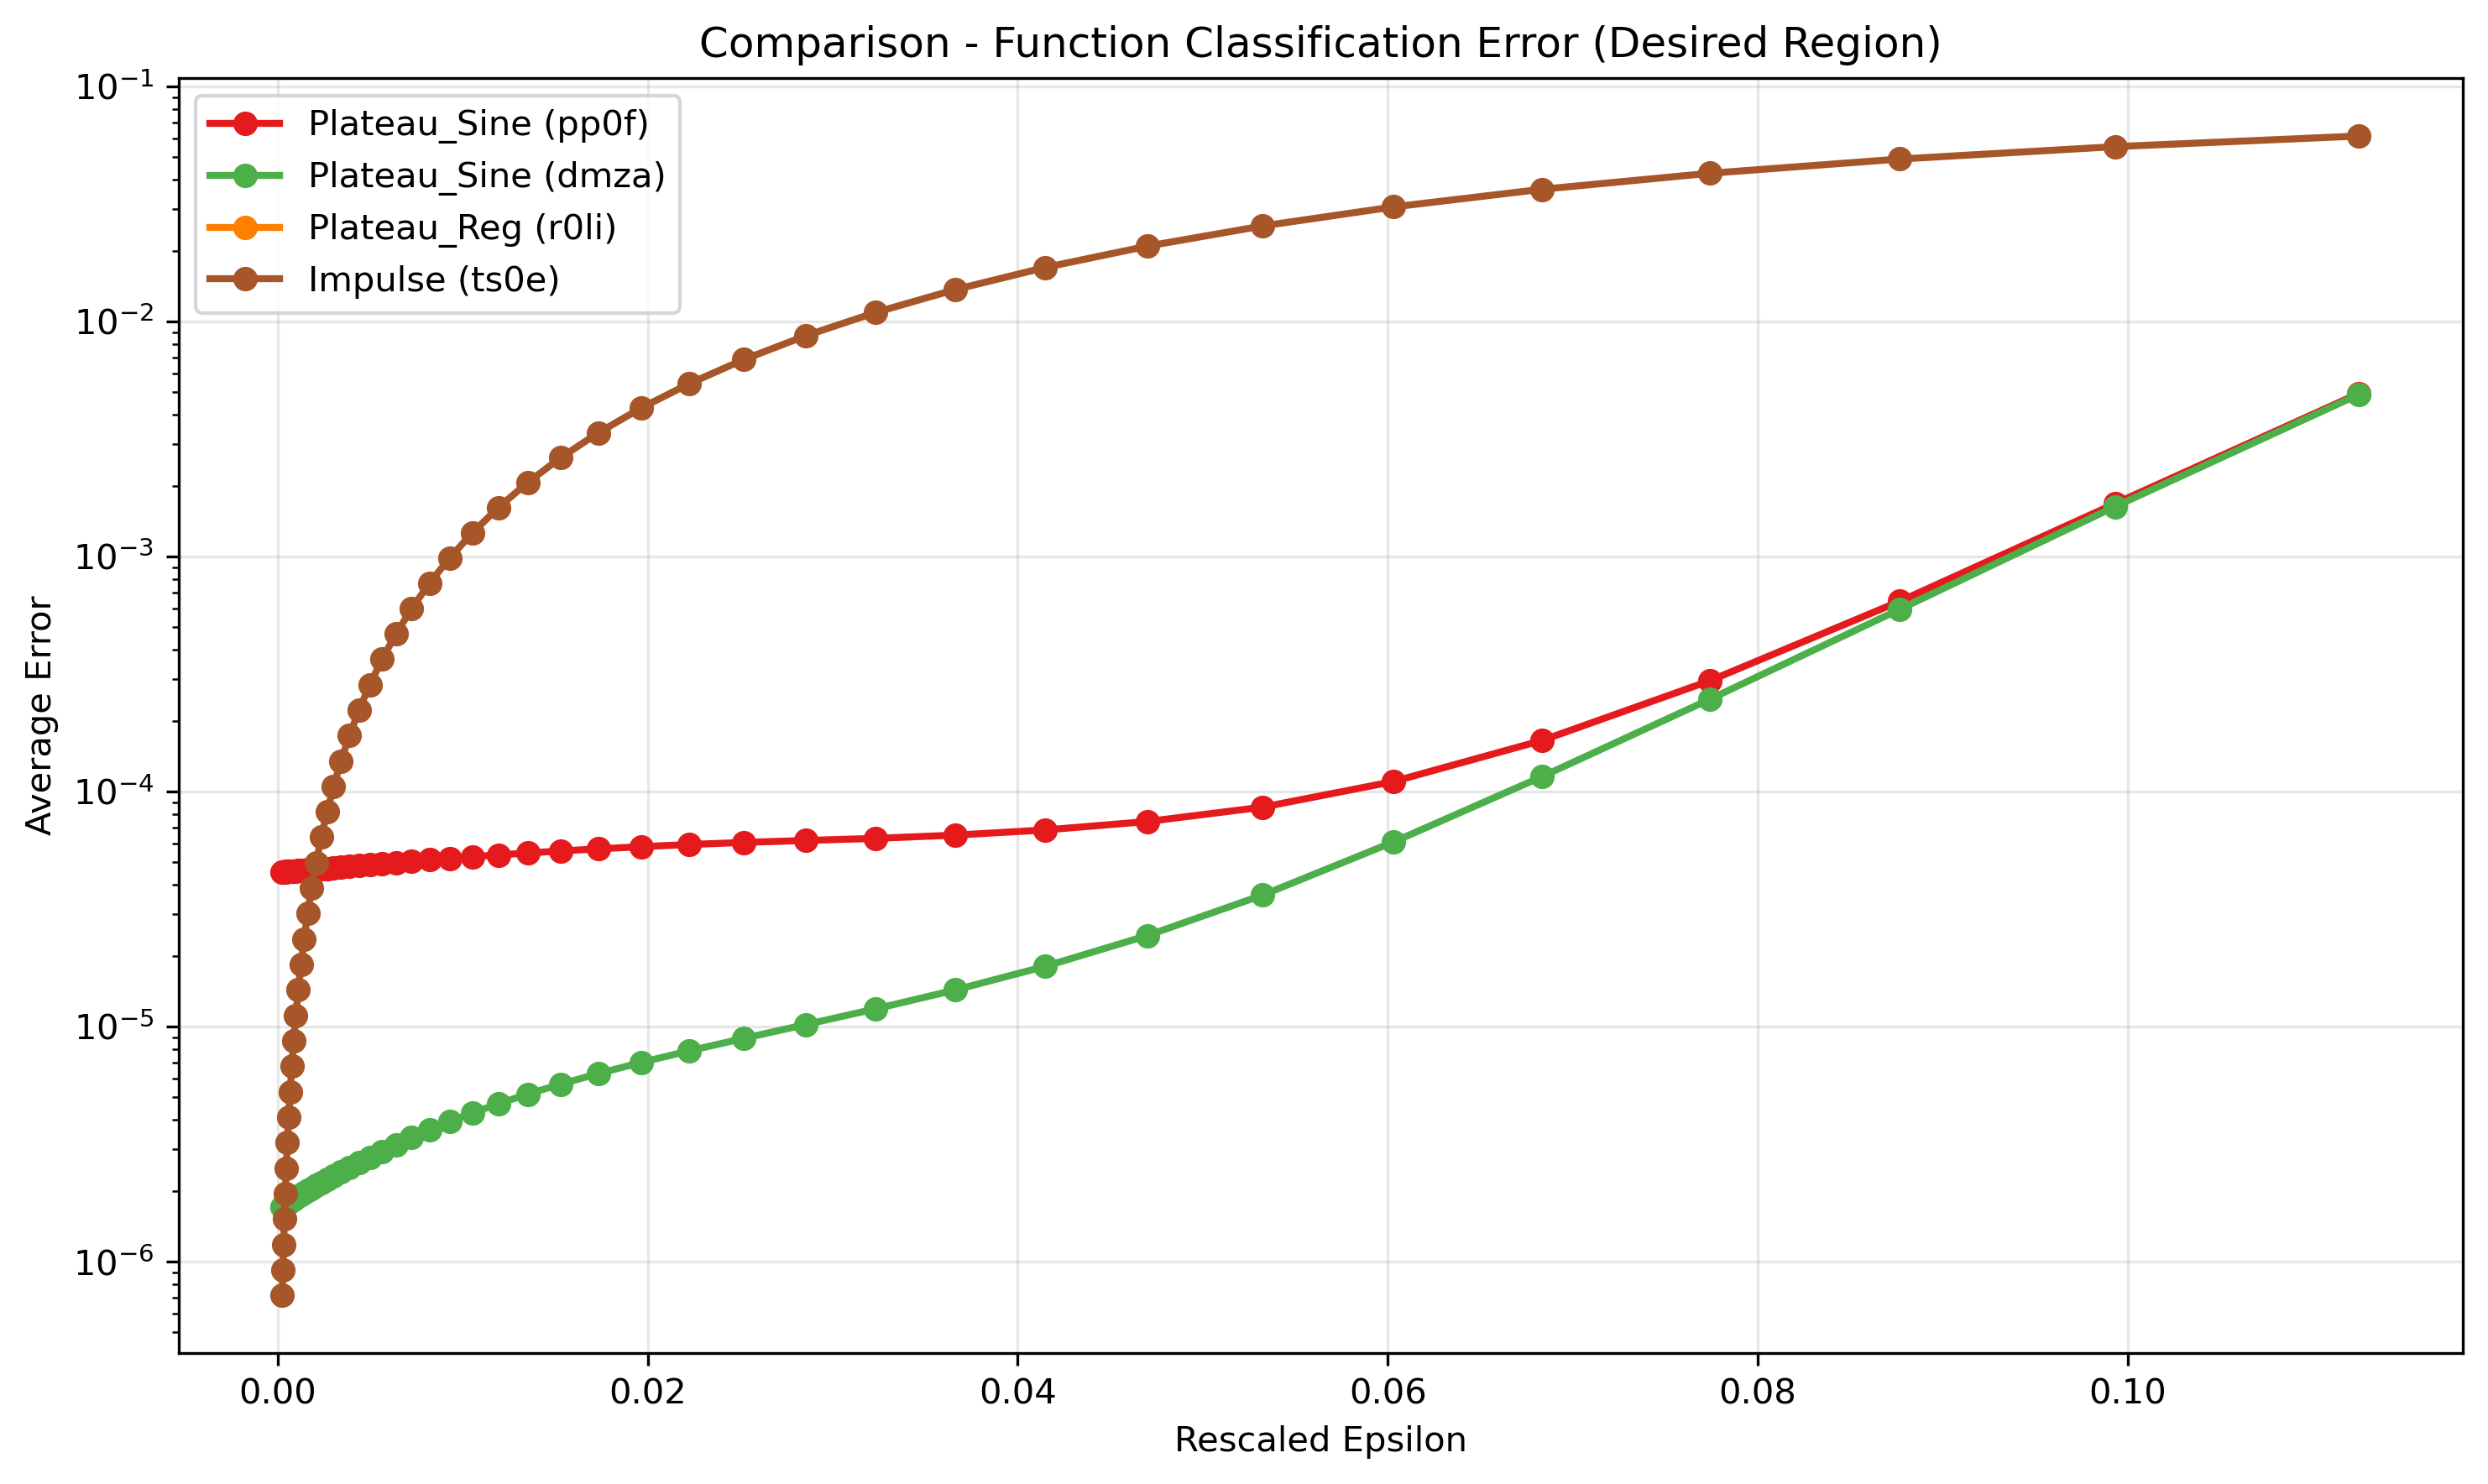 Comparison - Function Classification Error (Desired Region)
Plateau_Sine (pp0f)
Plateau_Sine (dmza)
Plateau_Reg (r0li)
Impulse (ts0e)
10⁻¹
10⁻²
10⁻³
10⁻⁴
10⁻⁵
10⁻⁶
Average Error
0.00 0.02 0.04 0.06 0.08 0.10
Rescaled Epsilon